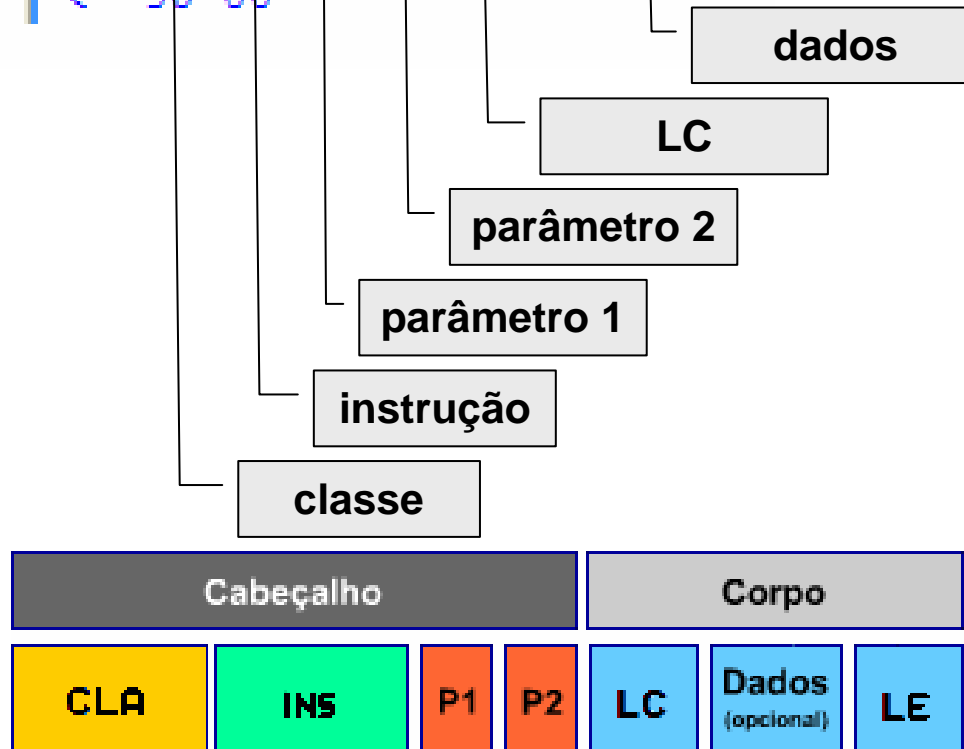 dados
LC
parâmetro 2
parâmetro 1
instrução
classe
Cabeçalho Corpo
CLA INS P1 P2 LC Dados (opcional) LE